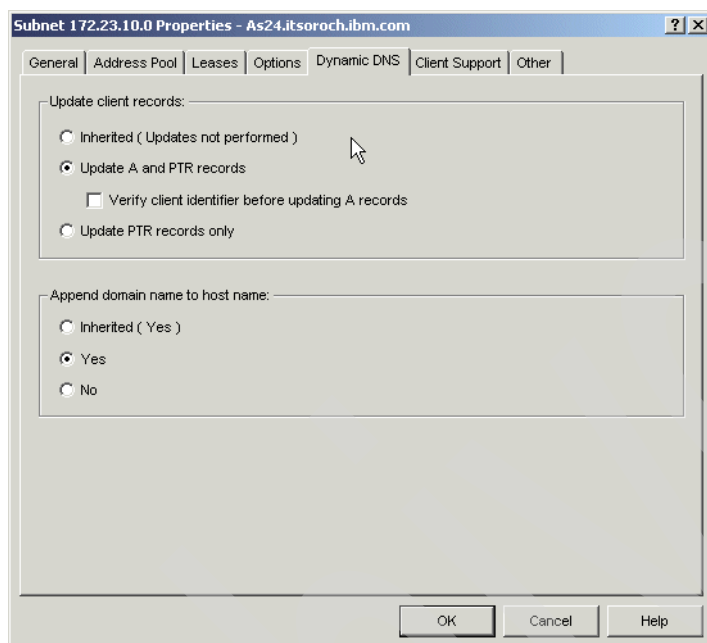 Subnet 172.23.10.0 Properties - As24.itsoroch.ibm.com
General Address Pool Leases Options Dynamic DNS Client Support Other
Update client records:
Inherited ( Updates not performed )
Update A and PTR records
Verify client identifier before updating A records
Update PTR records only
Append domain name to host name:
Inherited ( Yes )
Yes
No
OK Cancel Help